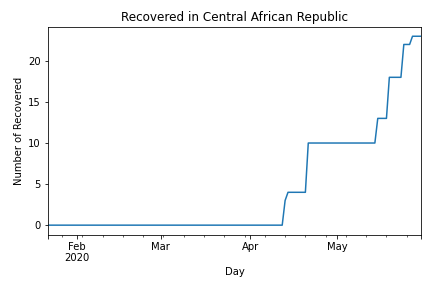 Recovered in Central African Republic
Number of Recovered
20
15
10
5
0
Feb
2020
Mar
Apr
May
Day